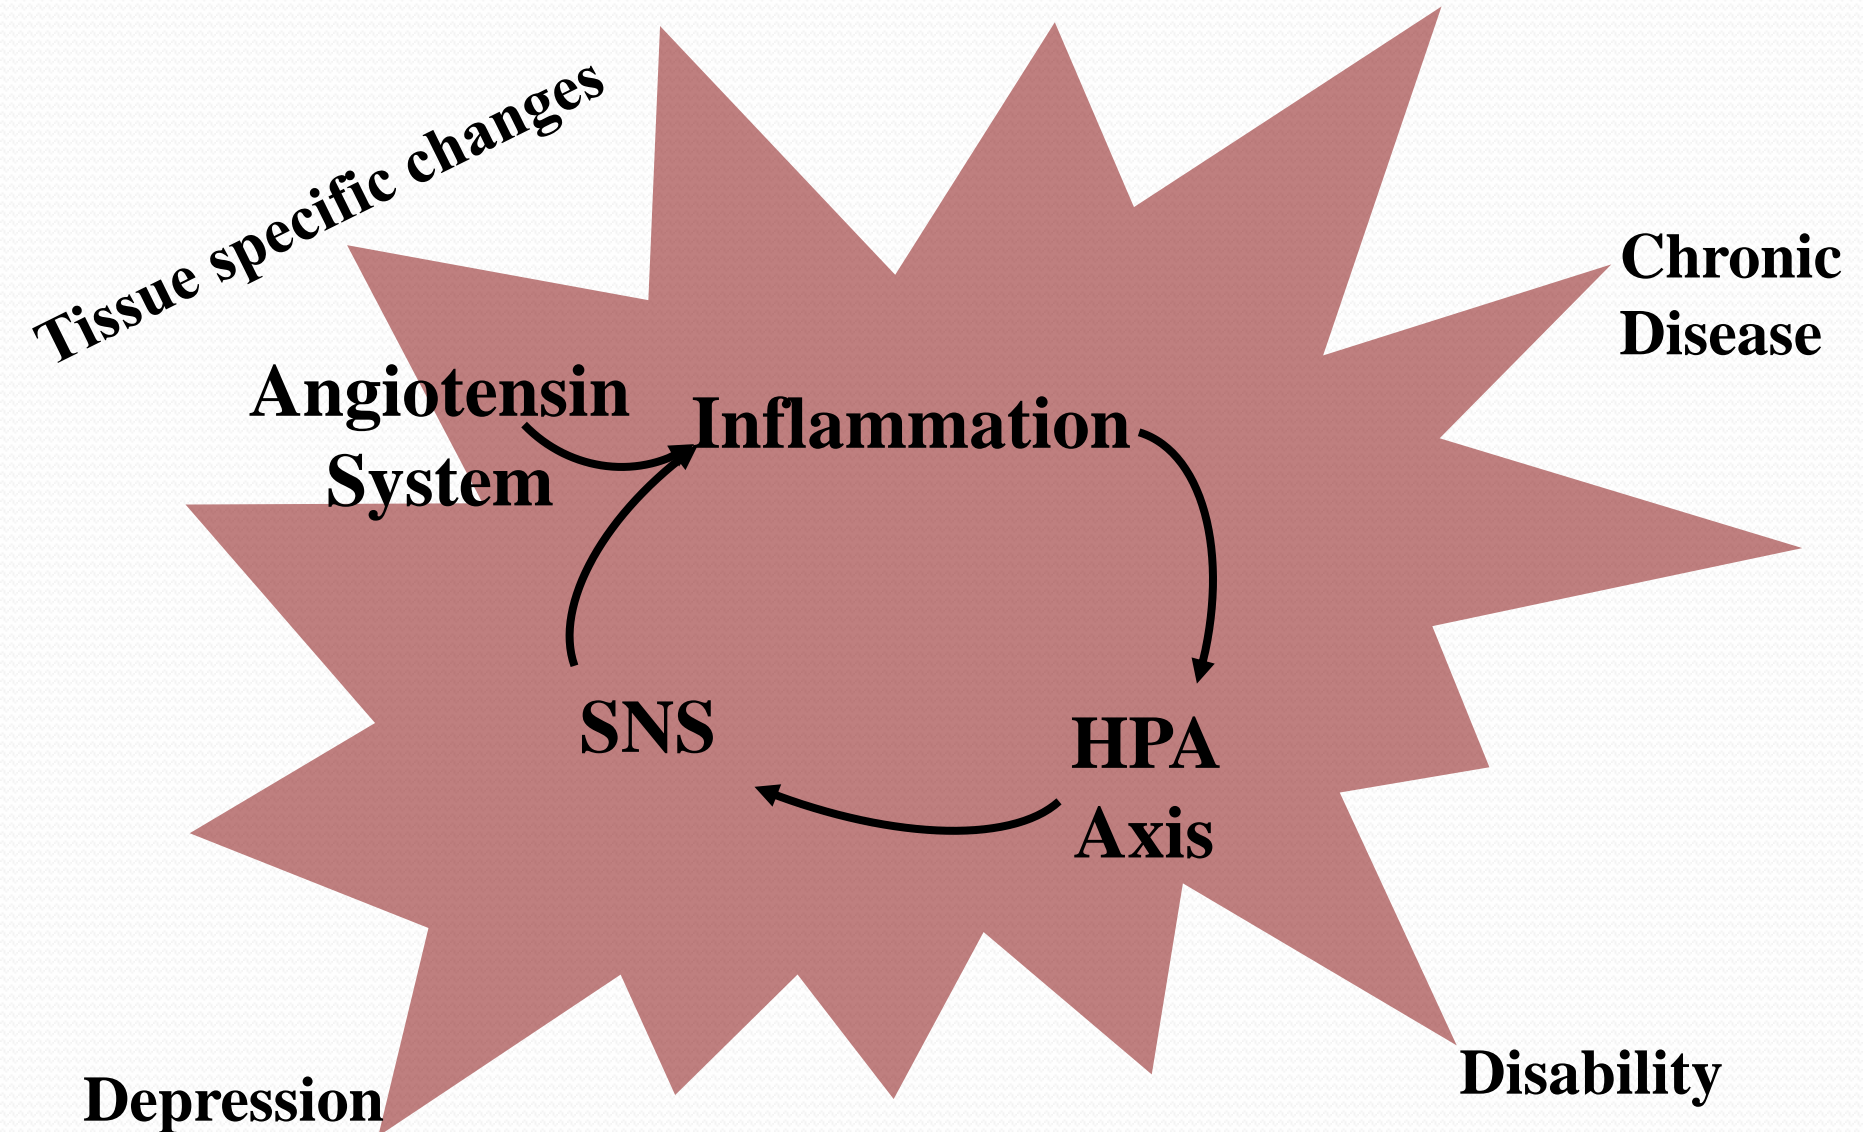 Tissue specific changes
Chronic
Disease
Angiotensin
System
Inflammation
SNS
HPA
Axis
Depression
Disability